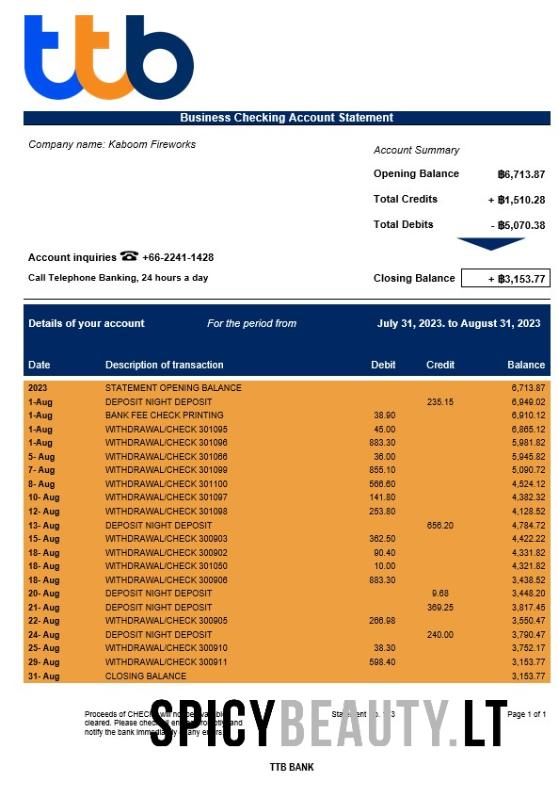 ttb
Business Checking Account Statement
Company name: Kaboom Fireworks
Account Summary
Opening Balance ฿6,713.87
Total Credits + ฿1,510.28
Total Debits - ฿5,070.38
Account inquiries ☎ +66-2241-1428
Call Telephone Banking, 24 hours a day
Closing Balance + ฿3,153.77
Details of your account For the period from July 31, 2023. to August 31, 2023
Date Description of transaction Debit Credit Balance
2023 STATEMENT OPENING BALANCE 6,713.87
1-Aug DEPOSIT NIGHT DEPOSIT 235.15 6,949.02
1-Aug BANK FEE CHECK PRINTING 38.90 6,910.12
1-Aug WITHDRAWAL/CHECK 301095 45.00 6,865.12
1-Aug WITHDRAWAL/CHECK 301096 883.30 5,981.82
5- Aug WITHDRAWAL/CHECK 301066 36.00 5,945.82
7- Aug WITHDRAWAL/CHECK 301099 855.10 5,090.72
8- Aug WITHDRAWAL/CHECK 301100 566.60 4,524.12
10- Aug WITHDRAWAL/CHECK 301097 141.80 4,382.32
12- Aug WITHDRAWAL/CHECK 301098 253.80 4,128.52
13- Aug DEPOSIT NIGHT DEPOSIT 656.20 4,784.72
15- Aug WITHDRAWAL/CHECK 300903 362.50 4,422.22
18- Aug WITHDRAWAL/CHECK 300902 90.40 4,331.82
18- Aug WITHDRAWAL/CHECK 301050 10.00 4,321.82
18- Aug WITHDRAWAL/CHECK 300906 883.30 3,438.52
20- Aug DEPOSIT NIGHT DEPOSIT 9.68 3,448.20
21- Aug DEPOSIT NIGHT DEPOSIT 369.25 3,817.45
22- Aug WITHDRAWAL/CHECK 300905 266.98 3,550.47
24- Aug DEPOSIT NIGHT DEPOSIT 240.00 3,790.47
25- Aug WITHDRAWAL/CHECK 300910 38.30 3,752.17
29- Aug WITHDRAWAL/CHECK 300911 598.40 3,153.77
31- Aug CLOSING BALANCE 3,153.77
Proceeds of will Page 1 of 1
cleared. Please and
notify the bank any
SPICYBEAUTY.LT
TTB BANK